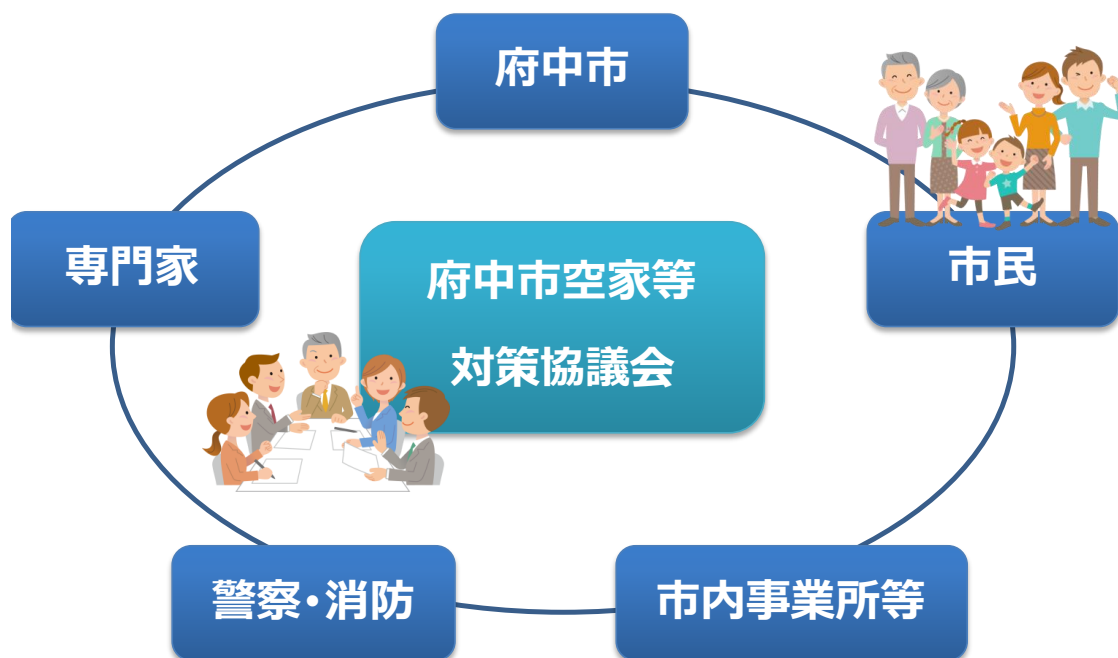 府中市
専門家
市民
府中市空家等
対策協議会
警察・消防
市内事業所等